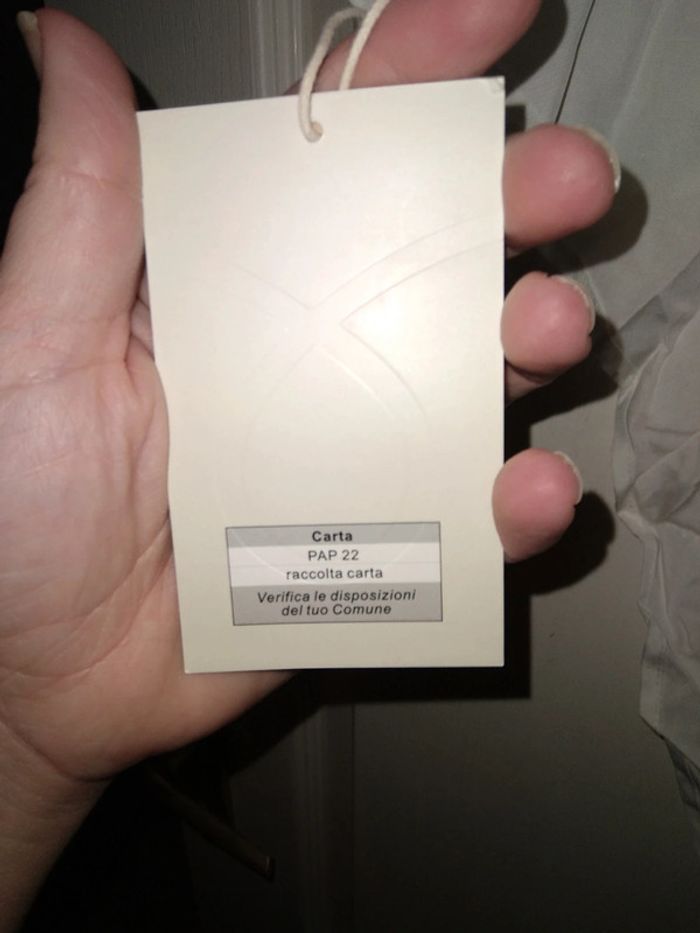 Carta
PAP 22
raccolta carta
Verifica le disposizioni
del tuo Comune